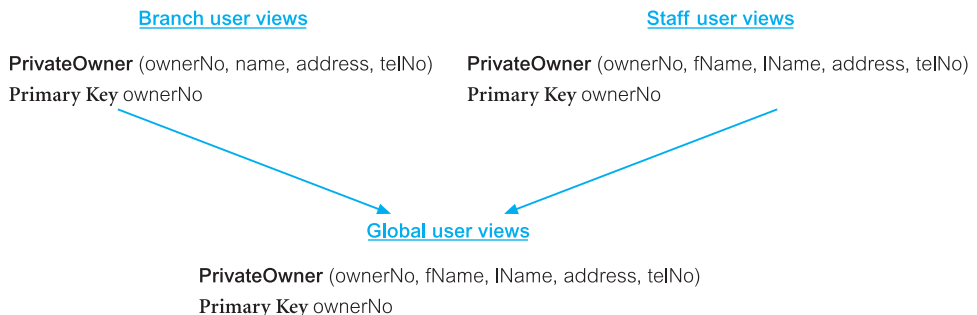 Branch user views
PrivateOwner (ownerNo, name, address, telNo)
Primary Key ownerNo
Staff user views
PrivateOwner (ownerNo, fName, lName, address, telNo)
Primary Key ownerNo
Global user views
PrivateOwner (ownerNo, fName, lName, address, telNo)
Primary Key ownerNo